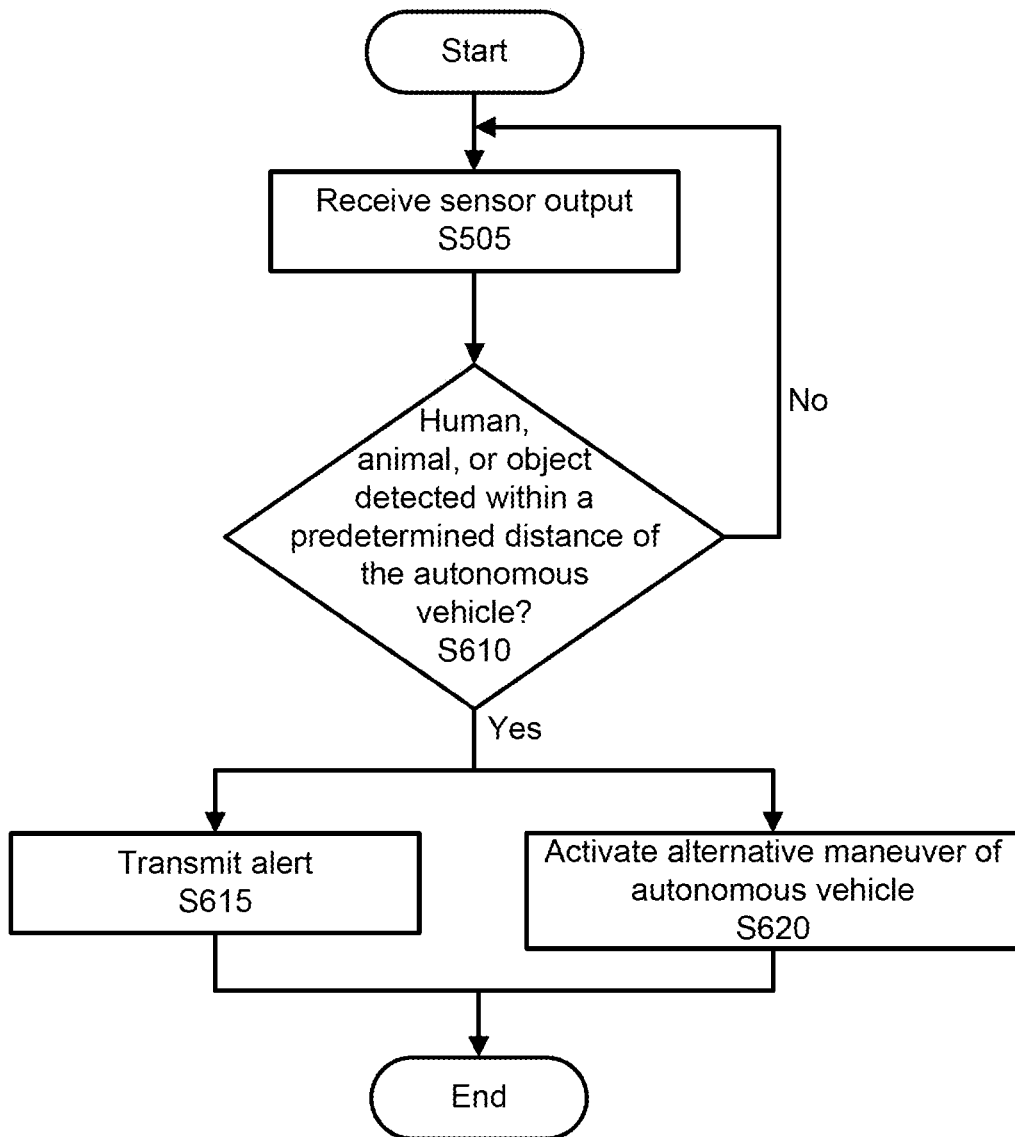 Start
Receive sensor output
S505
No
Human,
animal, or object
detected within a
predetermined distance of
the autonomous
vehicle?
S610
Yes
Transmit alert
S615
Activate alternative maneuver of
autonomous vehicle
S620
End